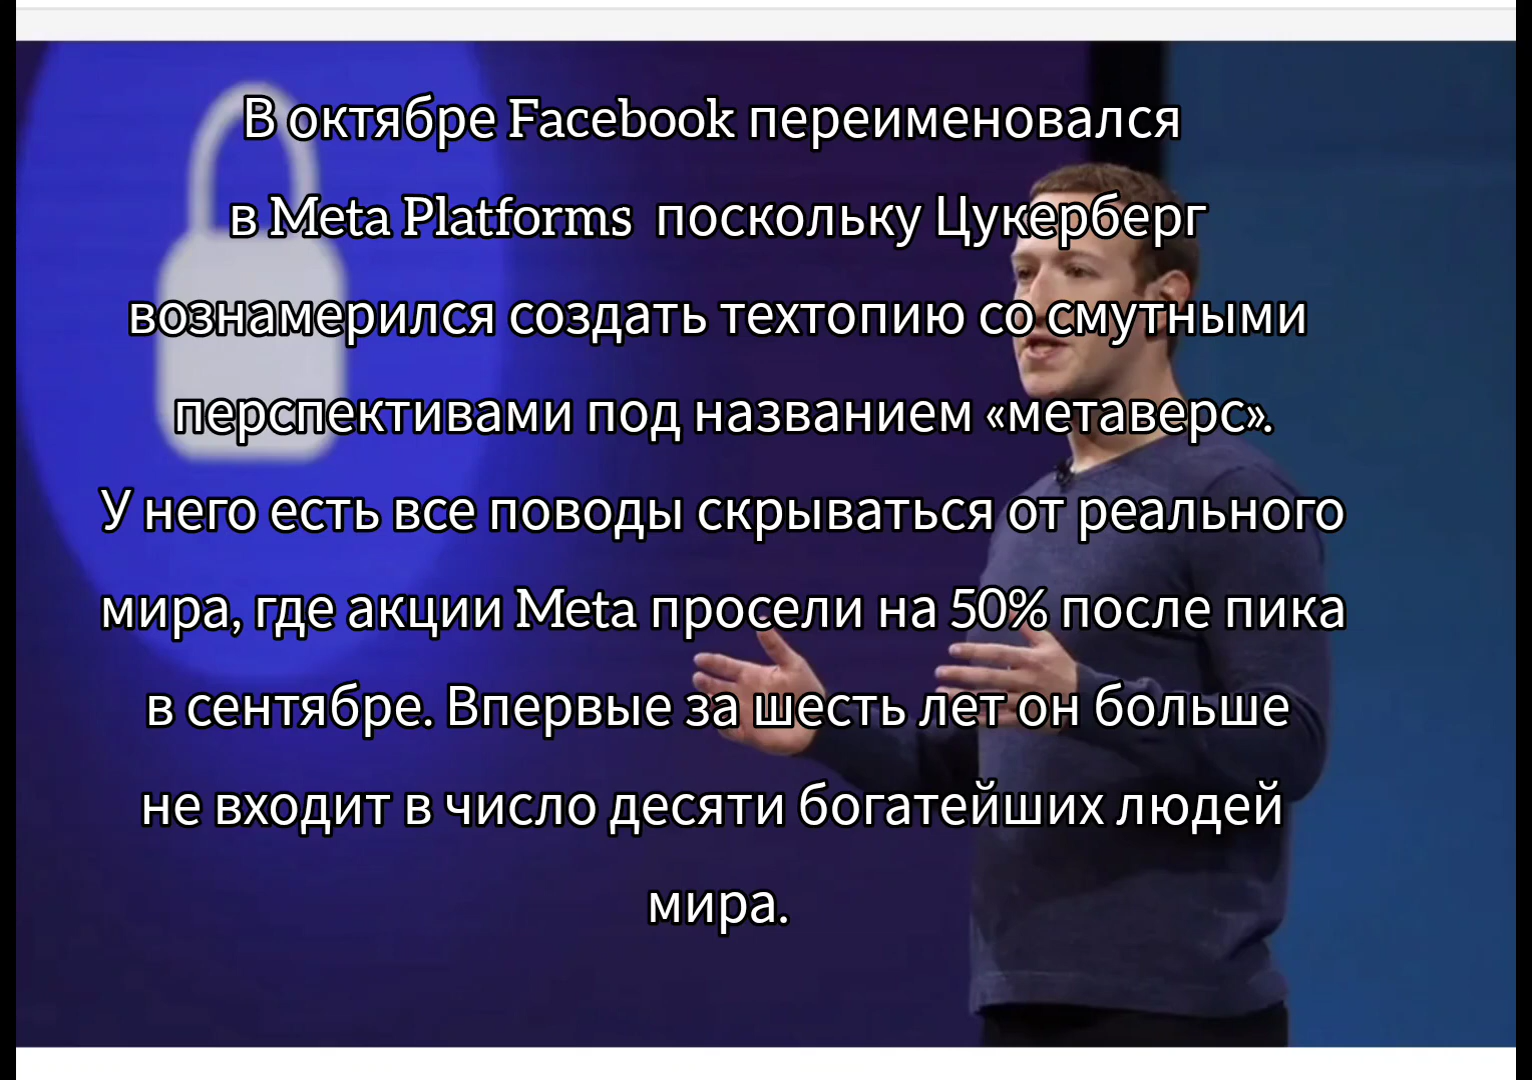 В октябре Facebook переименовался
в Meta Platforms поскольку Цукерберг
вознамерился создать техтопию со смутными
перспективами под названием «метаверс».
У него есть все поводы скрываться от реального
мира, где акции Meta просели на 50% после пика
в сентябре. Впервые за шесть лет он больше
не входит в число десяти богатейших людей
мира.